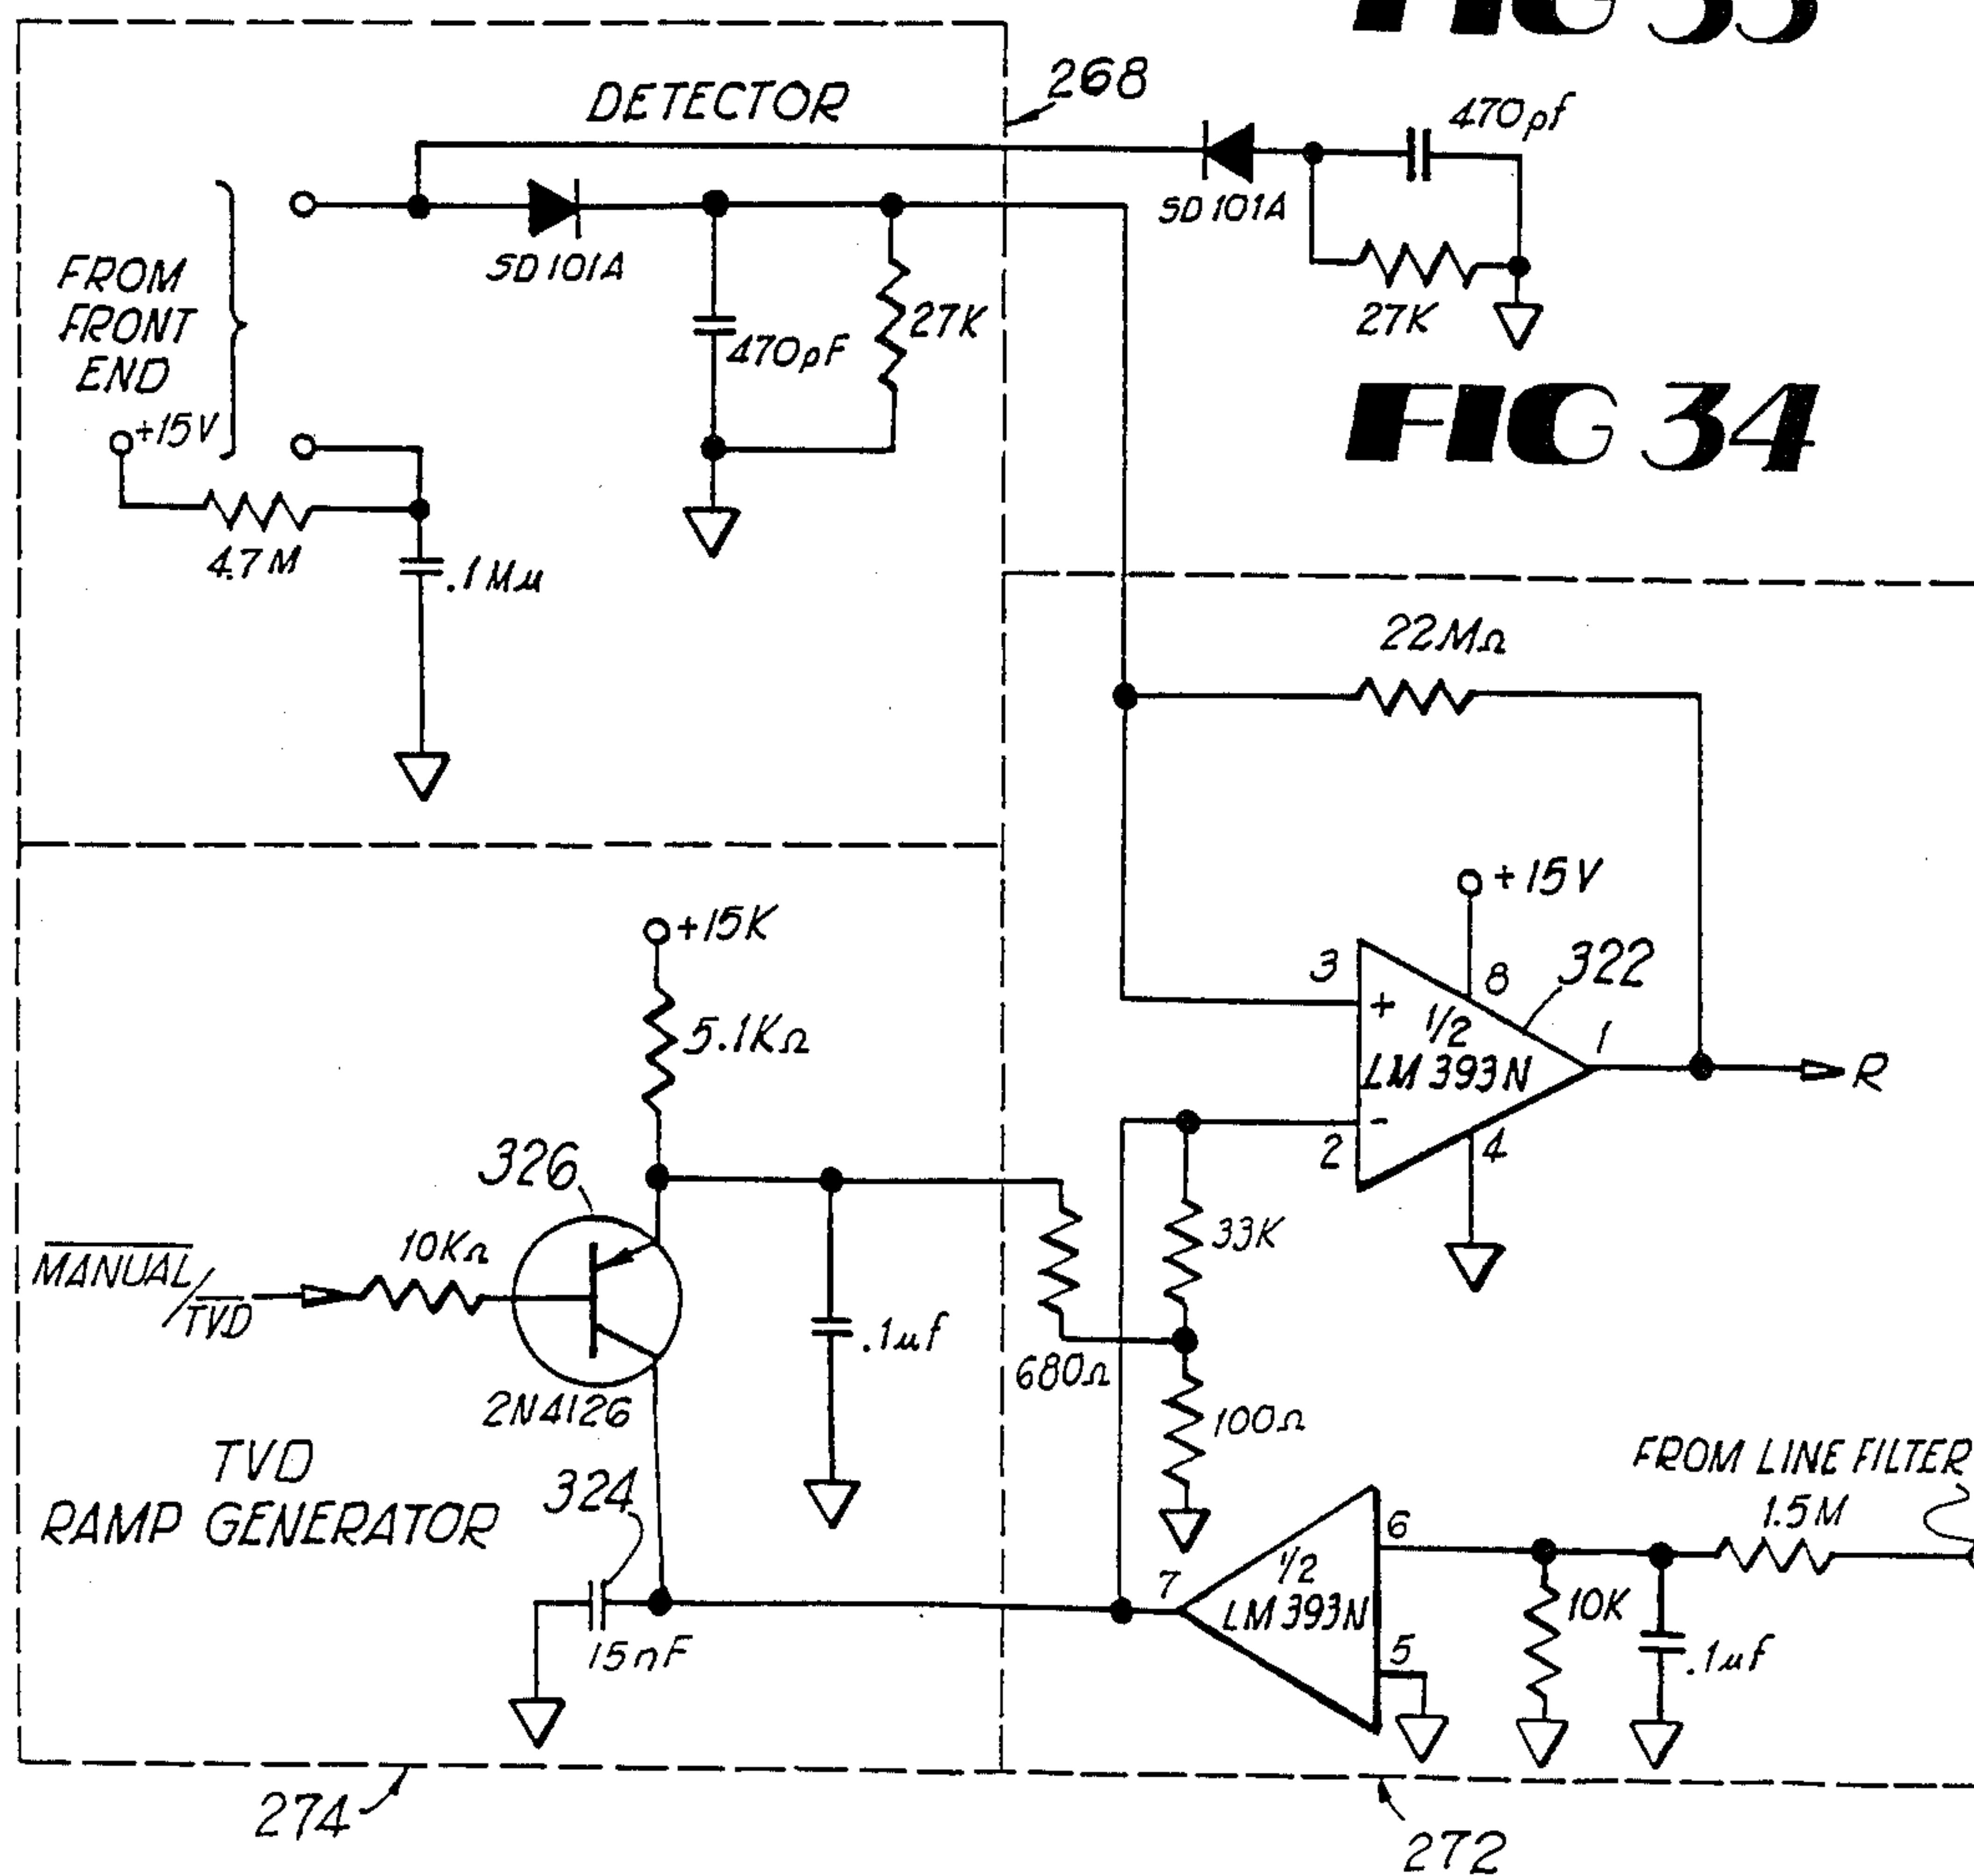 FIG 33
DETECTOR
268
470pf
SD101A
SD101A
27K
FROM
FRONT
END
470pF
27K
FIG 34
+15V
4.7M
.1Mμ
22MΩ
+15V
+15K
3
8
322
+
1/2
1
5.1KΩ
LM393N
R
-
2
4
326
10KΩ
33K
MANUAL/TVD
.1μf
2N4126
680Ω
100Ω
TVD
RAMP GENERATOR
324
FROM LINE FILTER
1.5M
6
7
1/2
LM393N
10K
.1μf
5
15nF
274
272